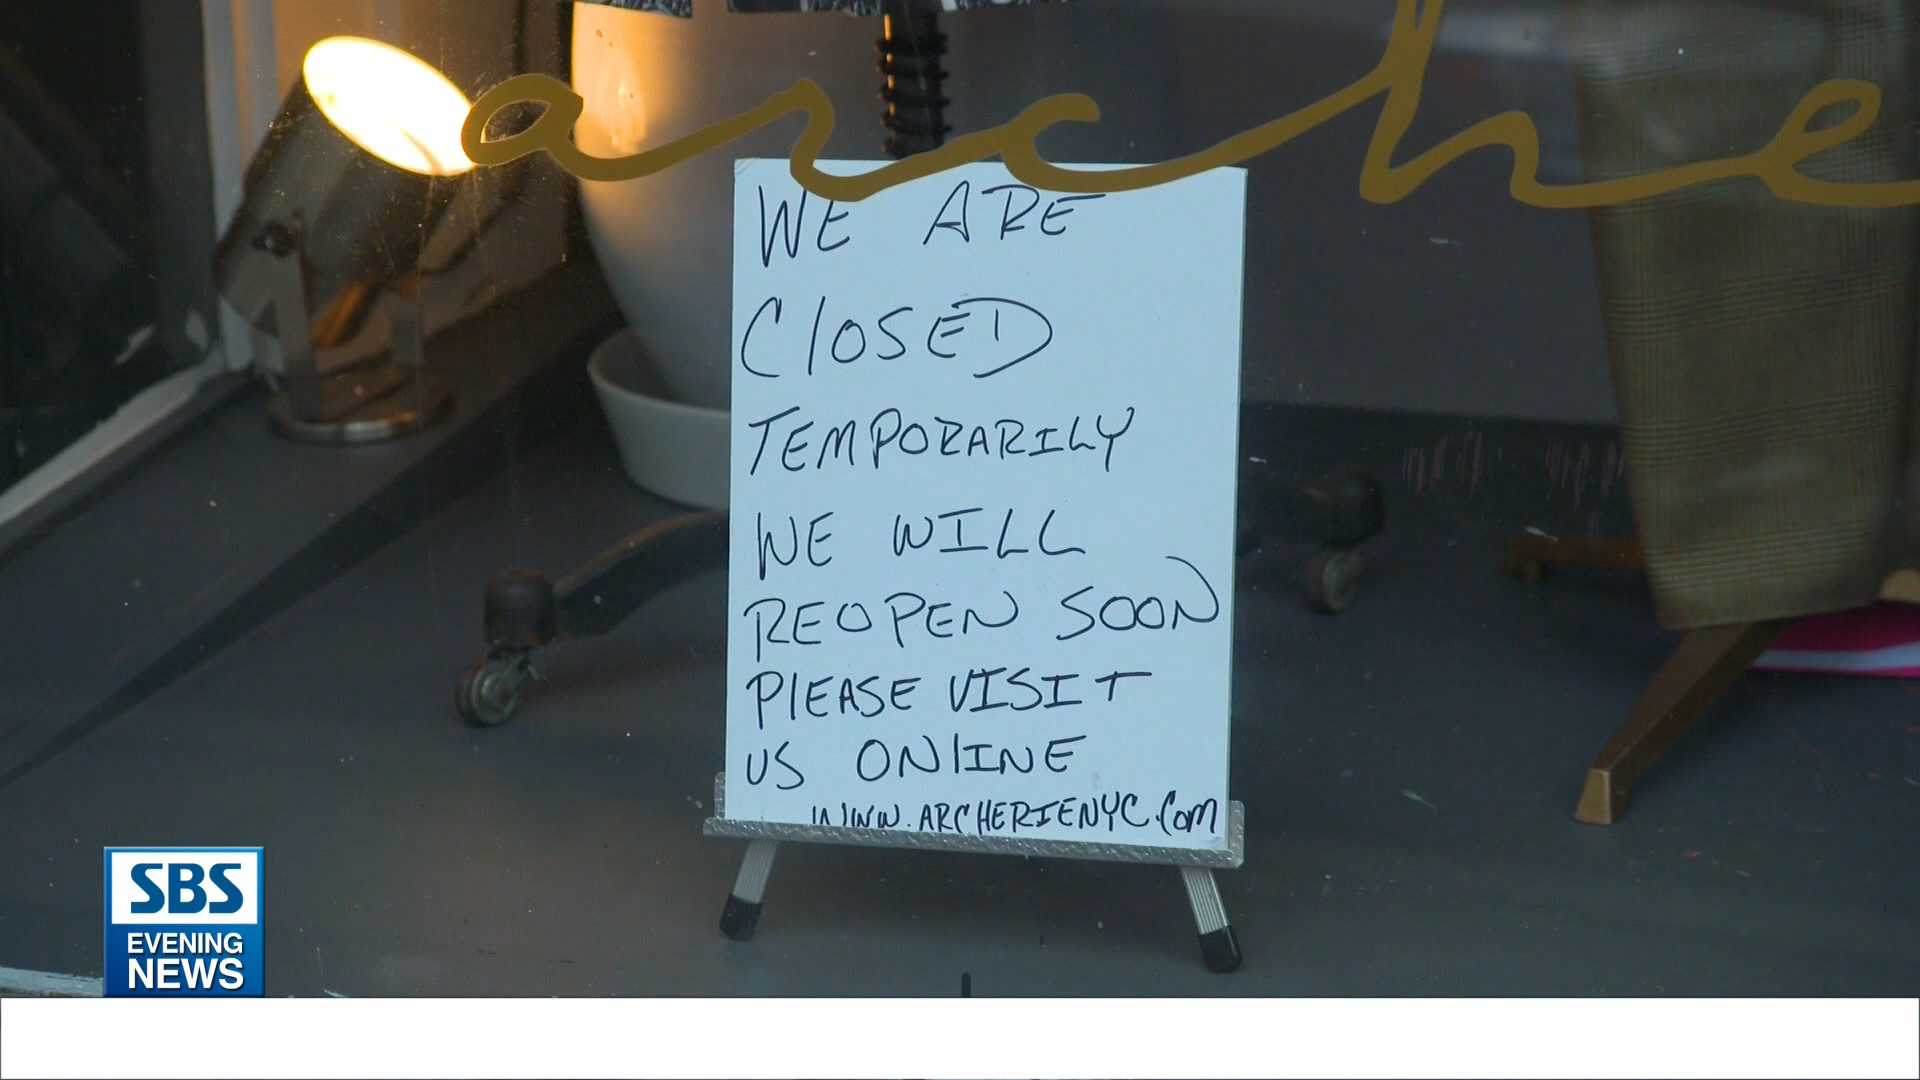 arche
WE ARE
ClOSED
TEMPORARILY
WE WILL
REOPEN SOON
PlEASE VISIT
US ONlINE
WWW.ARCHERIENYC.Com
SBS
EVENING
NEWS